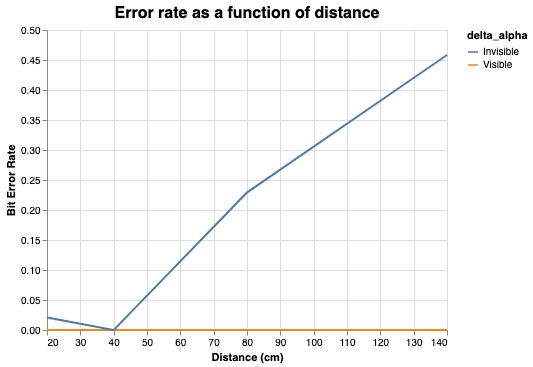 Error rate as a function of distance
delta_alpha
Invisible
Visible
0.50
0.45
0.40
0.35
0.30
0.25
0.20
0.15
0.10
0.05
0.00
Bit Error Rate
20 30 40 50 60 70 80 90 100 110 120 130 140
Distance (cm)